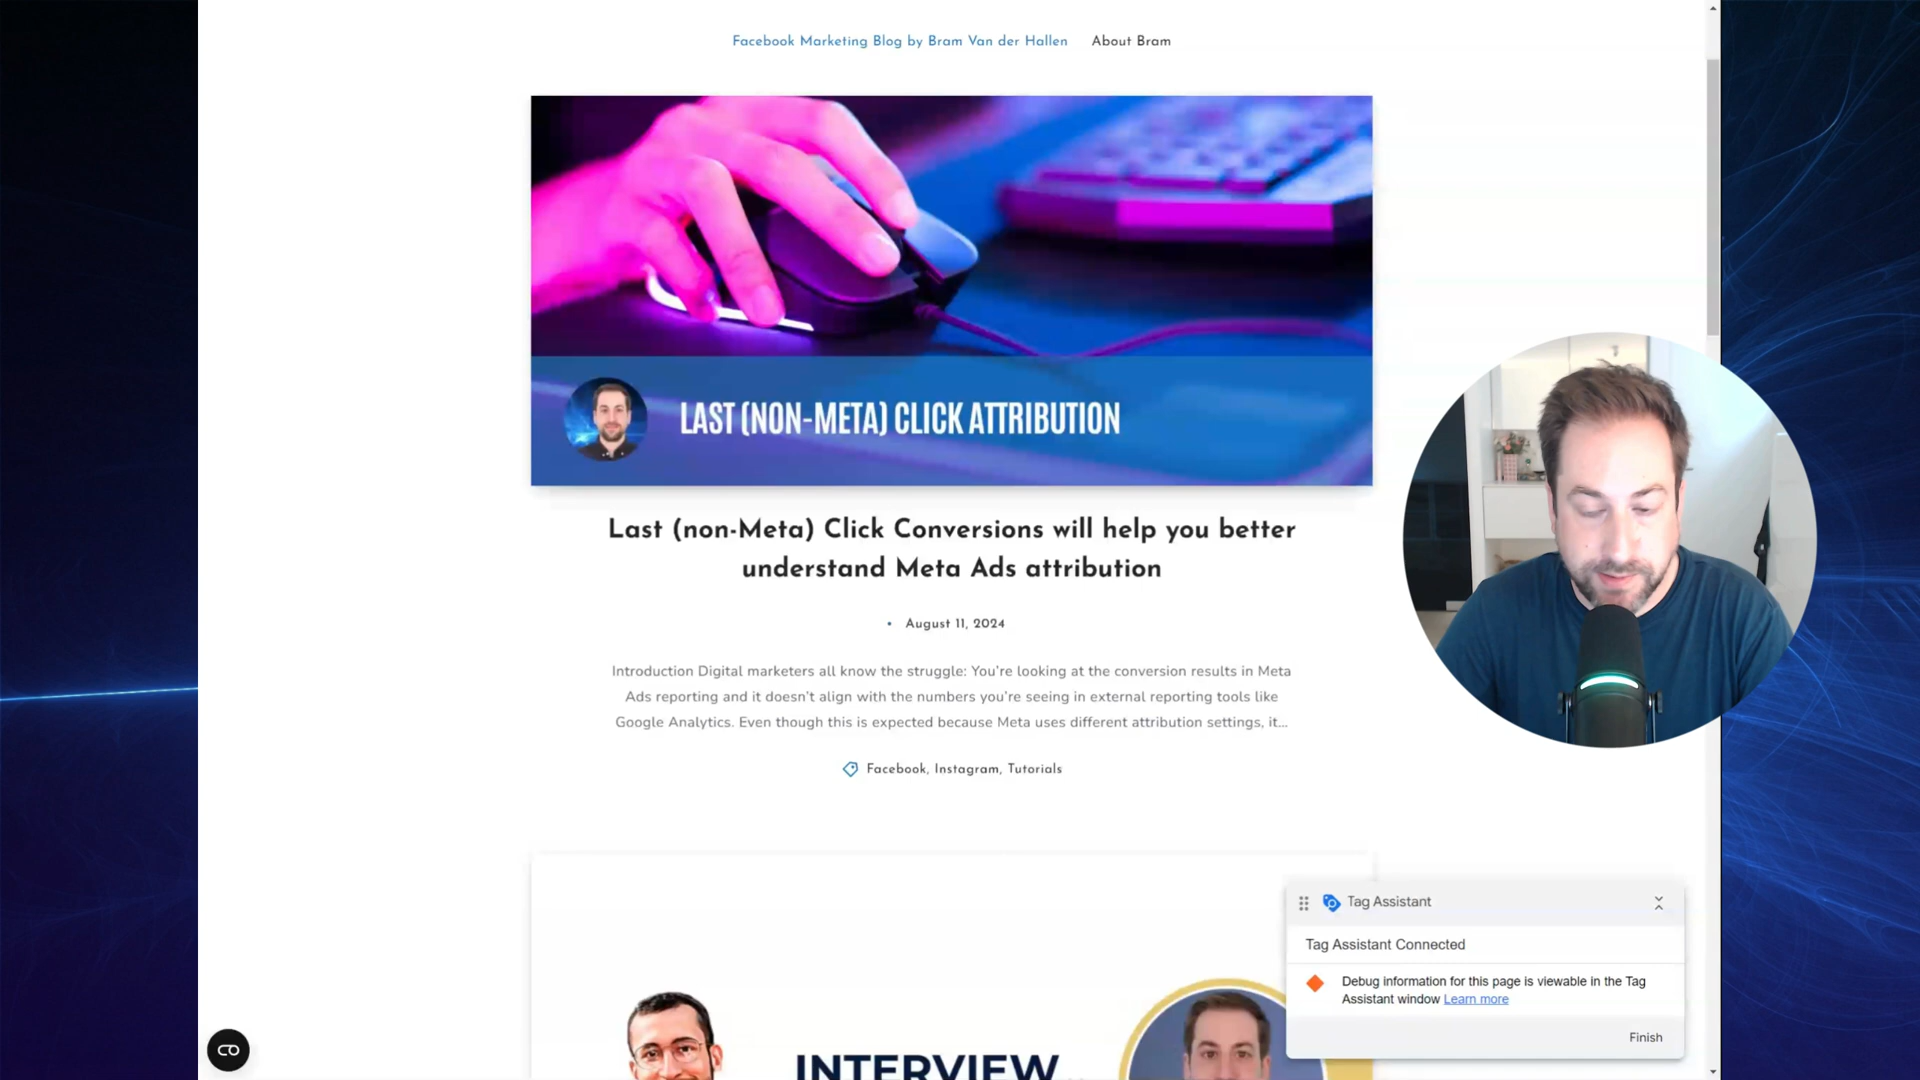 Facebook Marketing Blog by Bram Van der Hallen About Bram
LAST (NON-META) CLICK ATTRIBUTION
Last (non-Meta) Click Conversions will help you better
understand Meta Ads attribution
• August 11, 2024
Introduction Digital marketers all know the struggle: You're looking at the conversion results in Meta
Ads reporting and it doesn't align with the numbers you're seeing in external reporting tools like
Google Analytics. Even though this is expected because Meta uses different attribution settings, it...
Facebook, Instagram, Tutorials
INTERVIEW
Tag Assistant
Tag Assistant Connected
Debug information for this page is viewable in the Tag
Assistant window Learn more
Finish